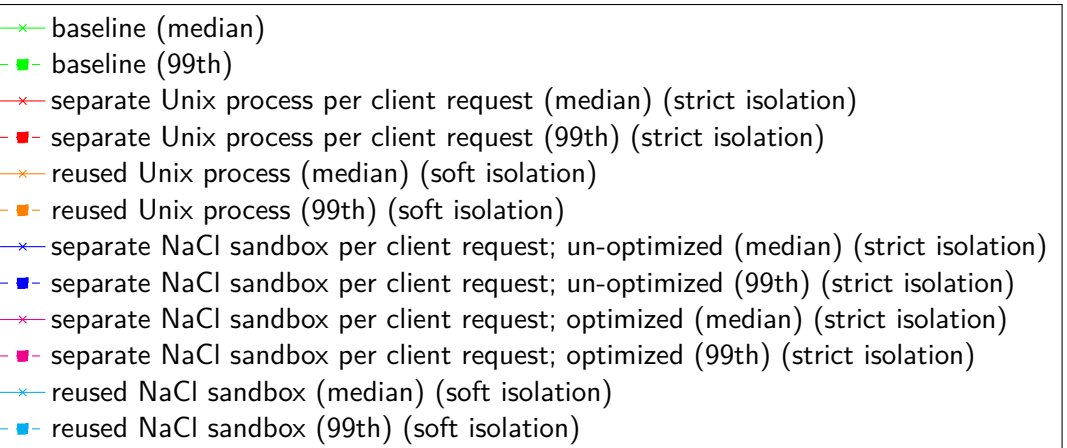 baseline (median)
baseline (99th)
separate Unix process per client request (median) (strict isolation)
separate Unix process per client request (99th) (strict isolation)
reused Unix process (median) (soft isolation)
reused Unix process (99th) (soft isolation)
separate NaCl sandbox per client request; un-optimized (median) (strict isolation)
separate NaCl sandbox per client request; un-optimized (99th) (strict isolation)
separate NaCl sandbox per client request; optimized (median) (strict isolation)
separate NaCl sandbox per client request; optimized (99th) (strict isolation)
reused NaCl sandbox (median) (soft isolation)
reused NaCl sandbox (99th) (soft isolation)